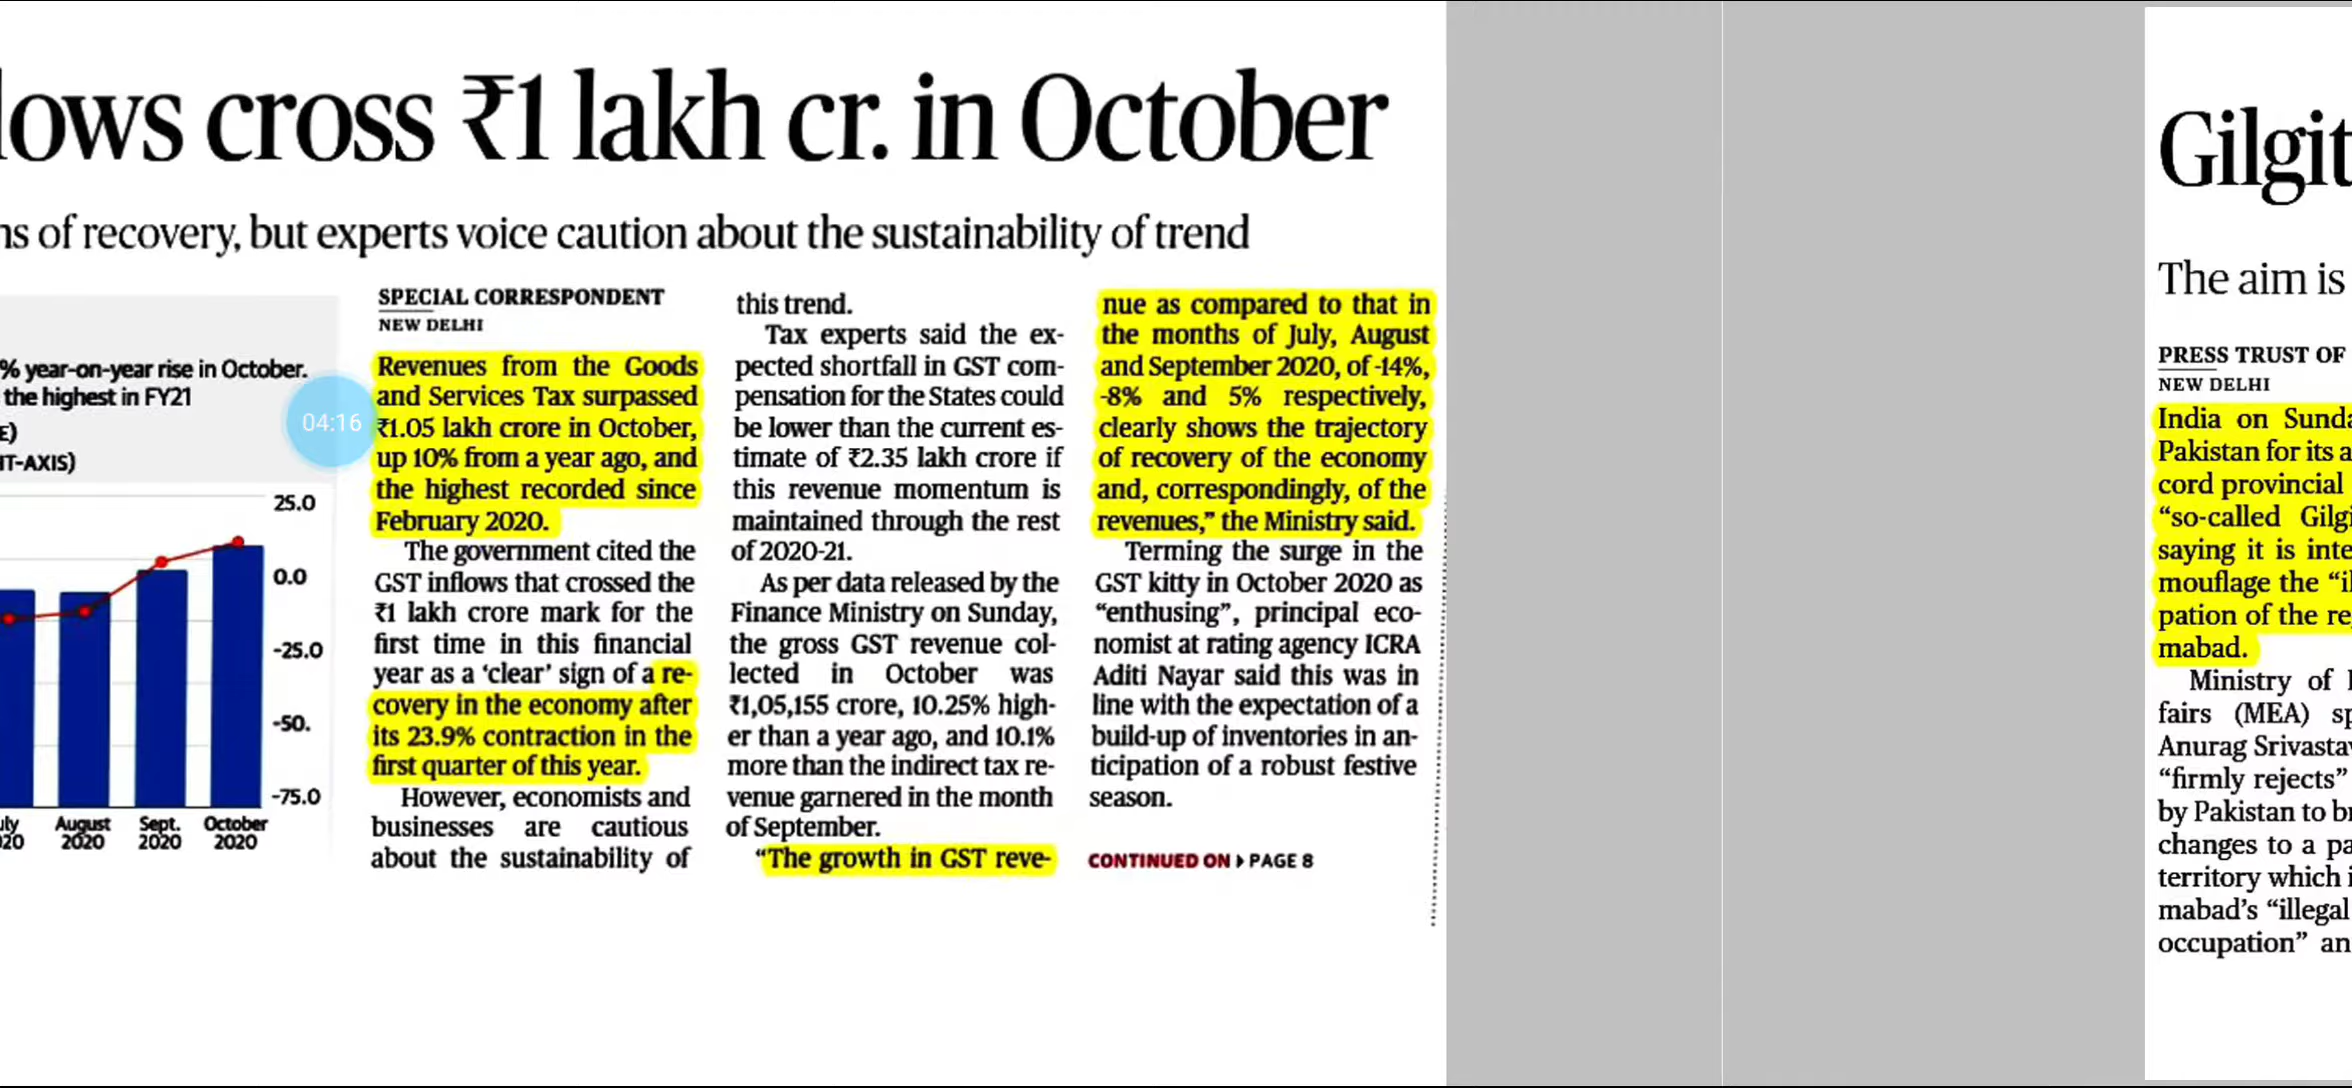 lows cross ₹1 lakh cr. in October
ns of recovery, but experts voice caution about the sustainability of trend
% year-on-year rise in October.
the highest in FY21
E)
IT-AXIS)
04:16
25.0
0.0
-25.0
-50.
-75.0
August
2020
Sept.
2020
October
2020
SPECIAL CORRESPONDENT
NEW DELHI
Revenues from the Goods
and Services Tax surpassed
₹1.05 lakh crore in October,
up 10% from a year ago, and
the highest recorded since
February 2020.
The government cited the
GST inflows that crossed the
₹1 lakh crore mark for the
first time in this financial
year as a ‘clear’ sign of a re-
covery in the economy after
its 23.9% contraction in the
first quarter of this year.
However, economists and
businesses are cautious
about the sustainability of
this trend.
Tax experts said the ex-
pected shortfall in GST com-
pensation for the States could
be lower than the current es-
timate of ₹2.35 lakh crore if
this revenue momentum is
maintained through the rest
of 2020-21.
As per data released by the
Finance Ministry on Sunday,
the gross GST revenue col-
lected in October was
₹1,05,155 crore, 10.25% high-
er than a year ago, and 10.1%
more than the indirect tax re-
venue garnered in the month
of September.
“The growth in GST reve-
nue as compared to that in
the months of July, August
and September 2020, of -14%,
-8% and 5% respectively,
clearly shows the trajectory
of recovery of the economy
and, correspondingly, of the
revenues,” the Ministry said.
Terming the surge in the
GST kitty in October 2020 as
“enthusing”, principal eco-
nomist at rating agency ICRA
Aditi Nayar said this was in
line with the expectation of a
build-up of inventories in an-
ticipation of a robust festive
season.
CONTINUED ON PAGE 8
Gilgit
The aim is
PRESS TRUST OF
NEW DELHI
India on Sunda
Pakistan for its a
cord provincial
“so-called Gilgi
saying it is inte
mouflage the “il
pation of the re
mabad.
Ministry of
fairs (MEA) sp
Anurag Srivastav
“firmly rejects”
by Pakistan to br
changes to a pa
territory which i
mabad’s “illegal
occupation” an